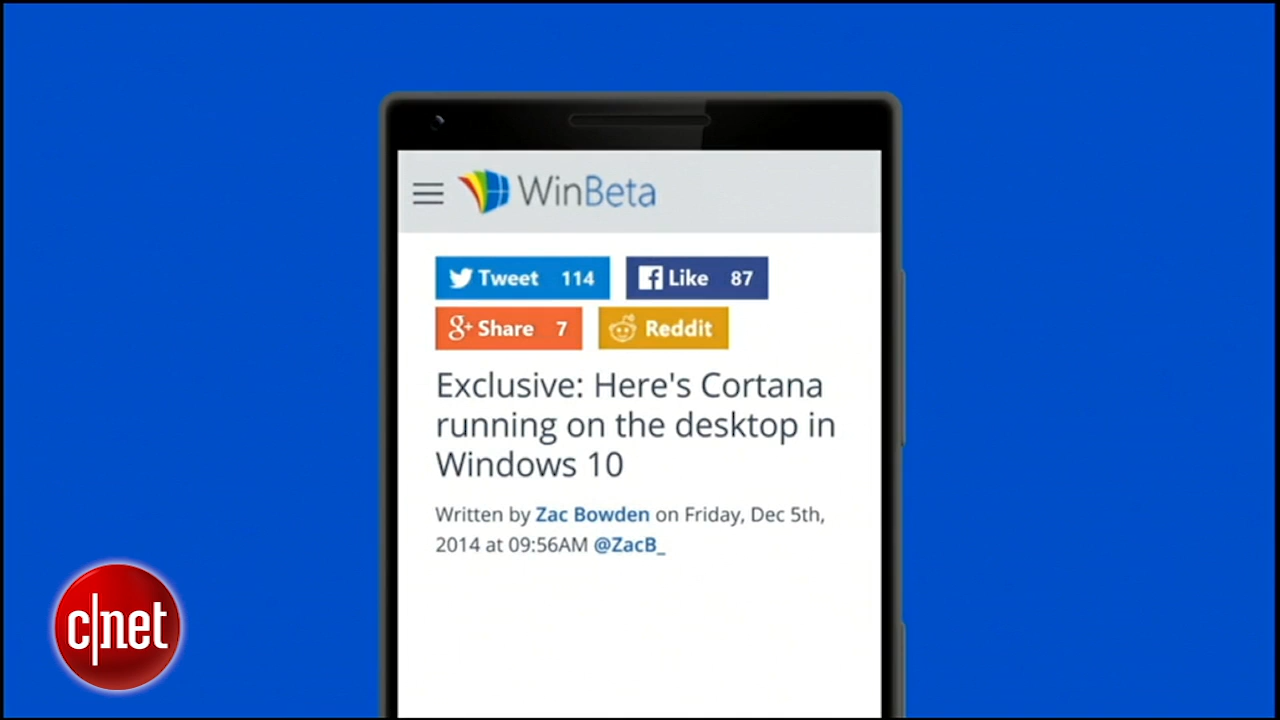 WinBeta
Tweet 114
Like 87
g+ Share 7
Reddit
Exclusive: Here's Cortana
running on the desktop in
Windows 10
Written by Zac Bowden on Friday, Dec 5th,
2014 at 09:56AM @ZacB_
c|net